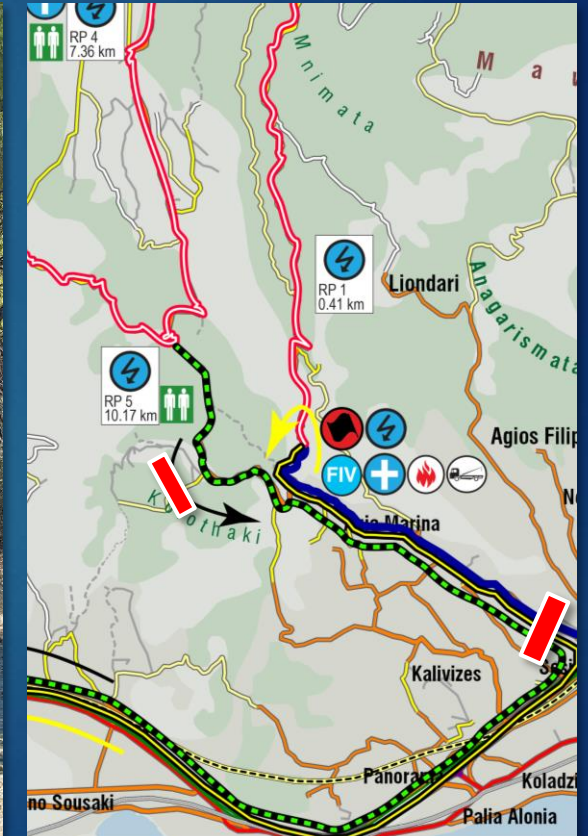 RP 4
7.36 km
Mnimata
M a
RP 1
0.41 km
Liondari
Anagarismata
RP 5
10.17 km
FIV
Agios Filip
Marina
Kalivizes
Koladzi
no Sousaki
Palia Alonia